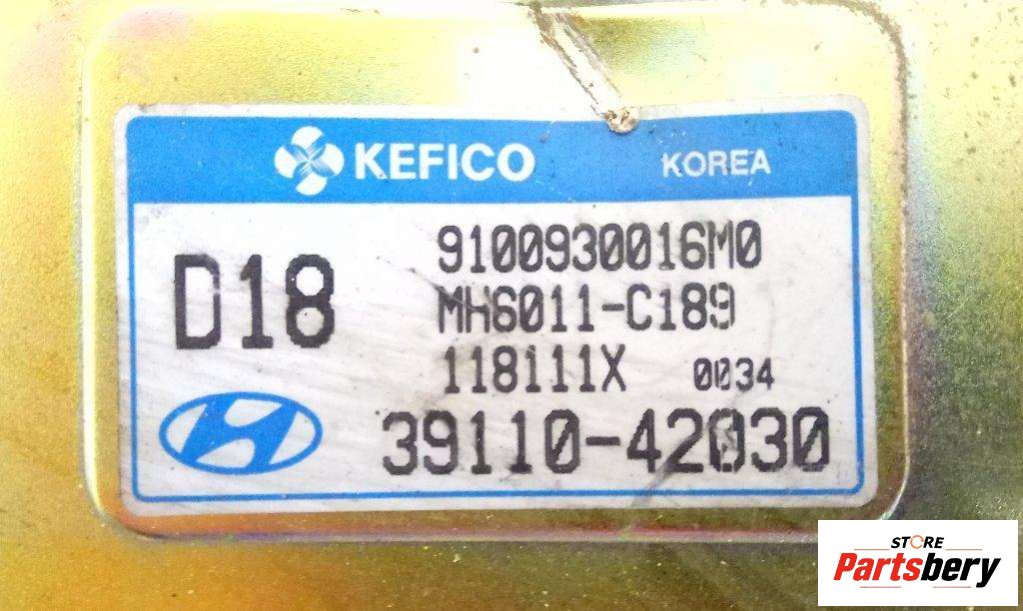 KEFICO KOREA
D18
9100930016M0
MH6011-C189
118111X 0034
39110-42030
STORE
Partsbery